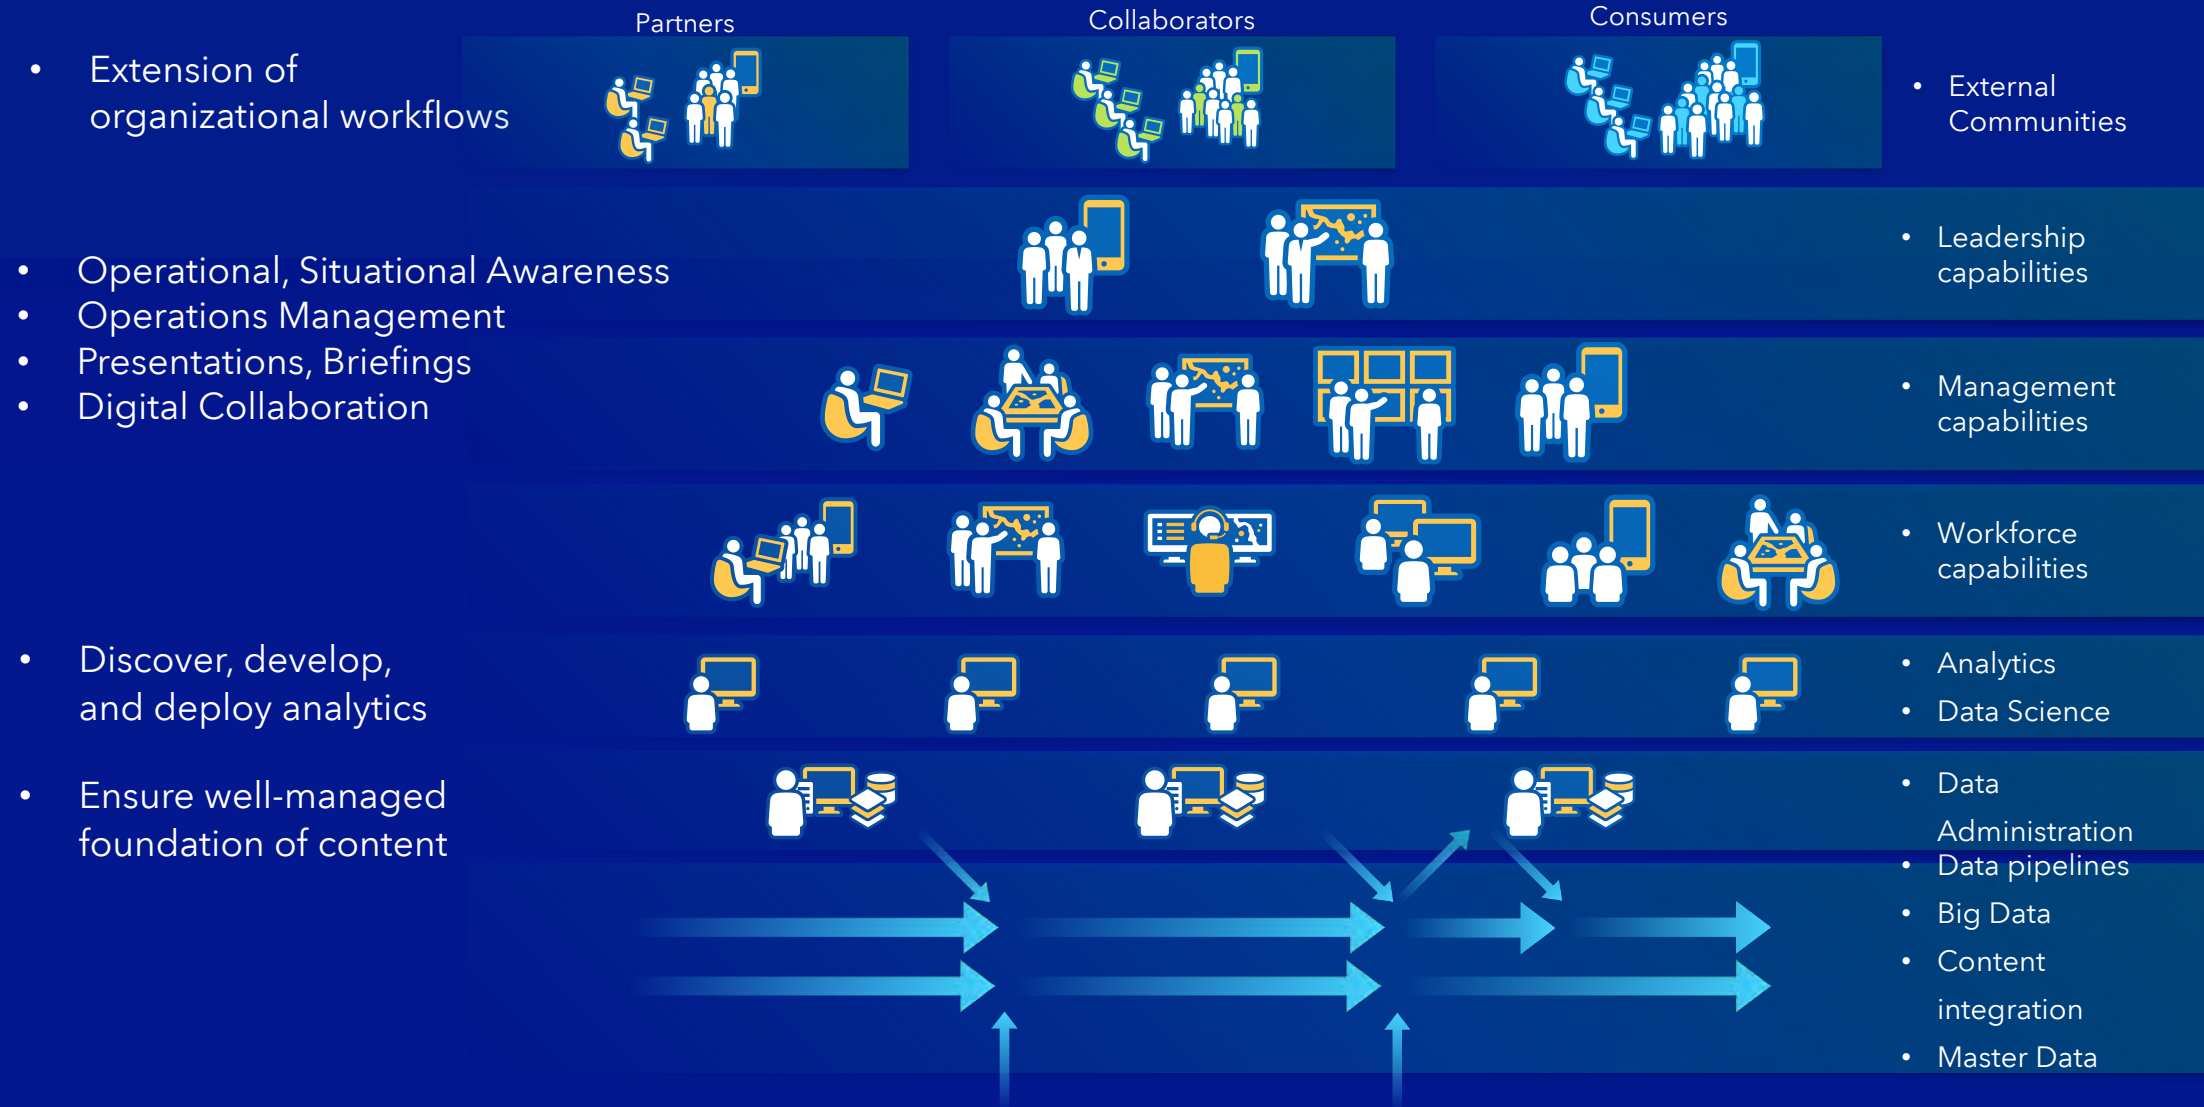 Partners
Collaborators
Consumers
• Extension of
organizational workflows
• External
Communities
• Operational, Situational Awareness
• Operations Management
• Presentations, Briefings
• Digital Collaboration
• Leadership
capabilities
• Management
capabilities
• Workforce
capabilities
• Discover, develop,
and deploy analytics
• Analytics
• Data Science
• Ensure well-managed
foundation of content
• Data
Administration
• Data pipelines
• Big Data
• Content
integration
• Master Data